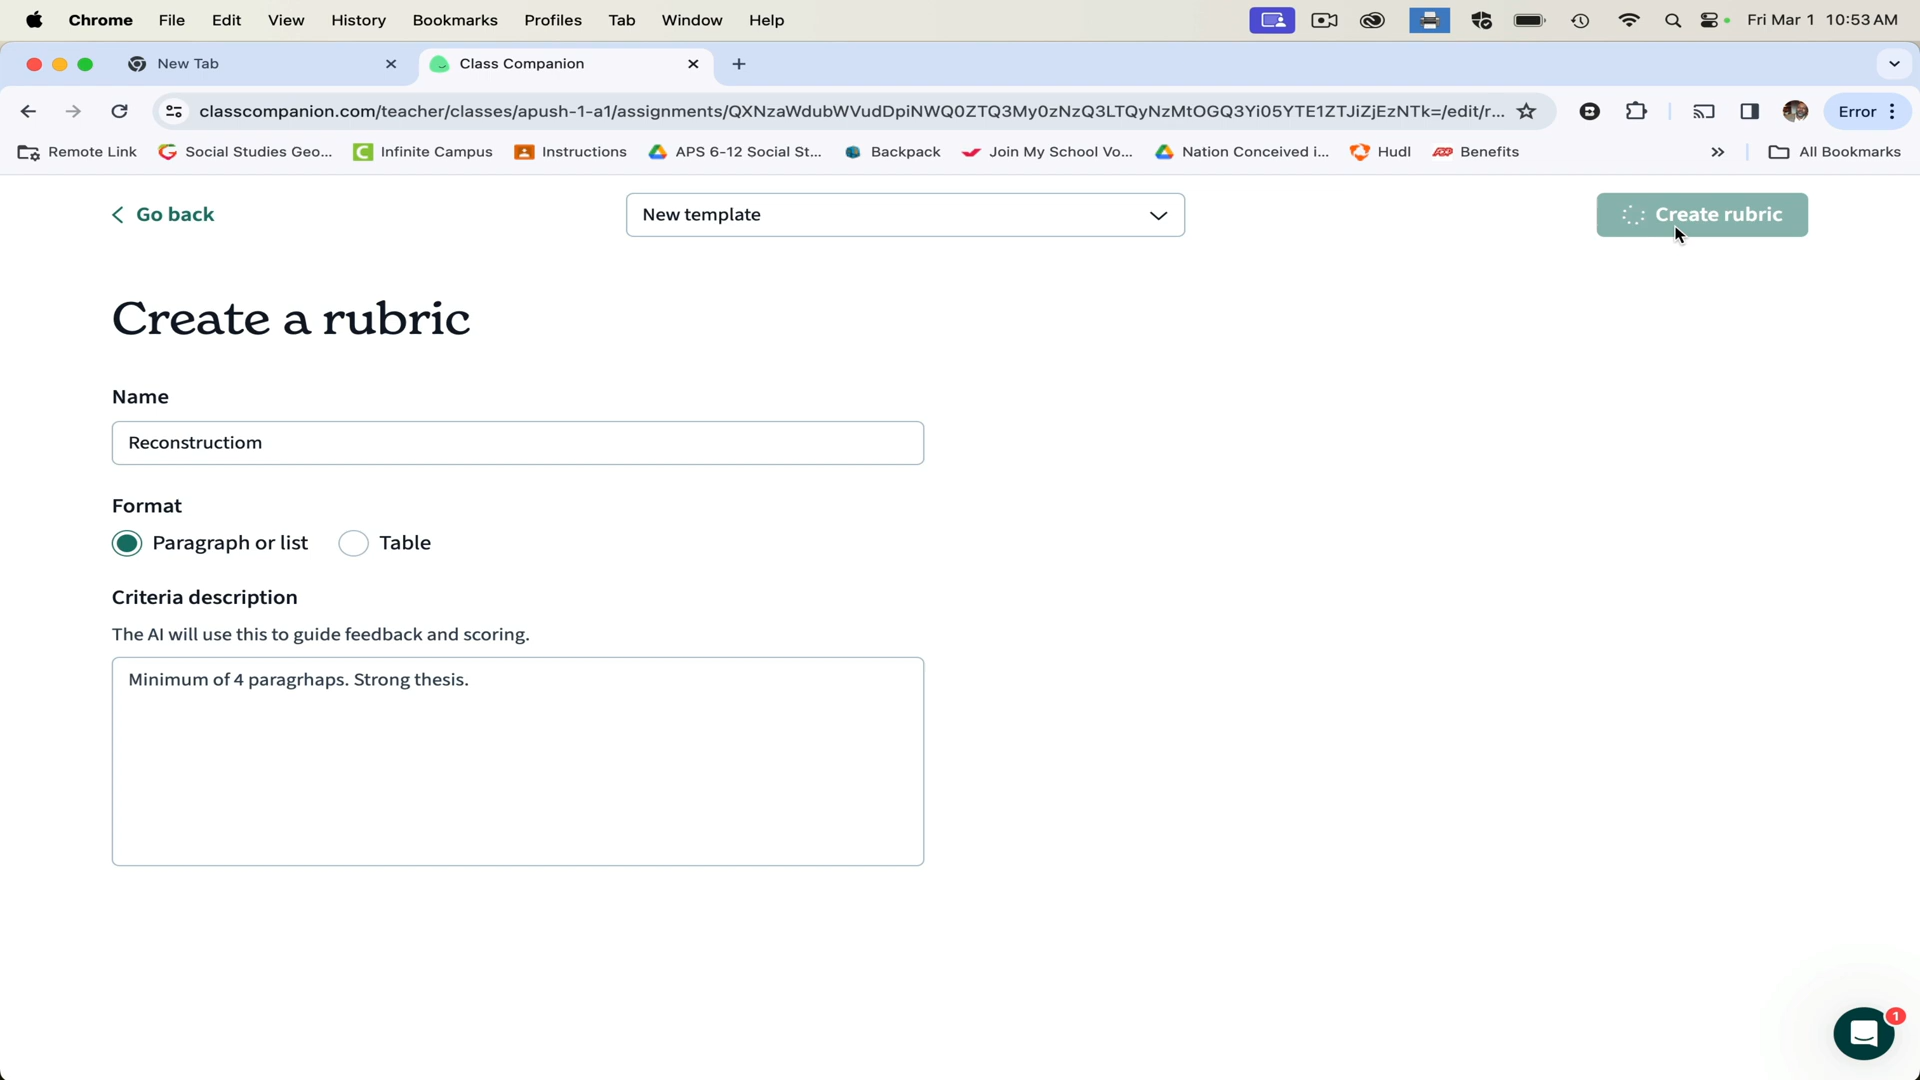 Chrome File Edit View History Bookmarks Profiles Tab Window Help Fri Mar 1 10:53 AM
New Tab Class Companion
classcompanion.com/teacher/classes/apush-1-a1/assignments/QXNzaWdubWVudDpiNWQ0ZTQ3My0zNzQ3LTQyNzMtOGQ3Yi05YTE1ZTJiZjEzNTk=/edit/r... Error
Remote Link Social Studies Geo... Infinite Campus Instructions APS 6-12 Social St... Backpack Join My School Vo... Nation Conceived i... Hudl Benefits All Bookmarks
Go back New template Create rubric
Create a rubric
Name
Reconstructiom
Format
Paragraph or list Table
Criteria description
The AI will use this to guide feedback and scoring.
Minimum of 4 paragrhaps. Strong thesis.
1